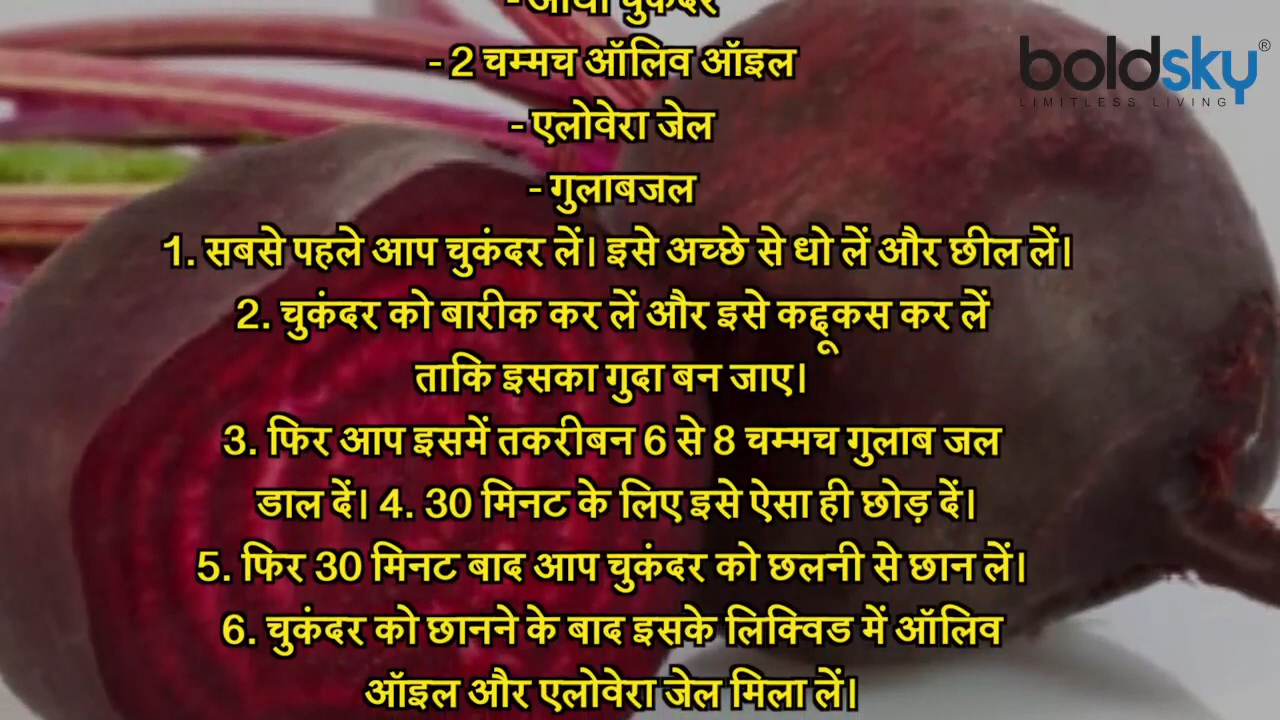 - आधा चुकंदर
- 2 चम्मच ऑलिव ऑइल
- एलोवेरा जेल
- गुलाबजल
1. सबसे पहले आप चुकंदर लें। इसे अच्छे से धो लें और छील लें।
2. चुकंदर को बारीक कर लें और इसे कद्दूकस कर लें
ताकि इसका गुदा बन जाए।
3. फिर आप इसमें तकरीबन 6 से 8 चम्मच गुलाब जल
डाल दें। 4. 30 मिनट के लिए इसे ऐसा ही छोड़ दें।
5. फिर 30 मिनट बाद आप चुकंदर को छलनी से छान लें।
6. चुकंदर को छानने के बाद इसके लिक्विड में ऑलिव
ऑइल और एलोवेरा जेल मिला लें।
boldsky®
LIMITLESS LIVING